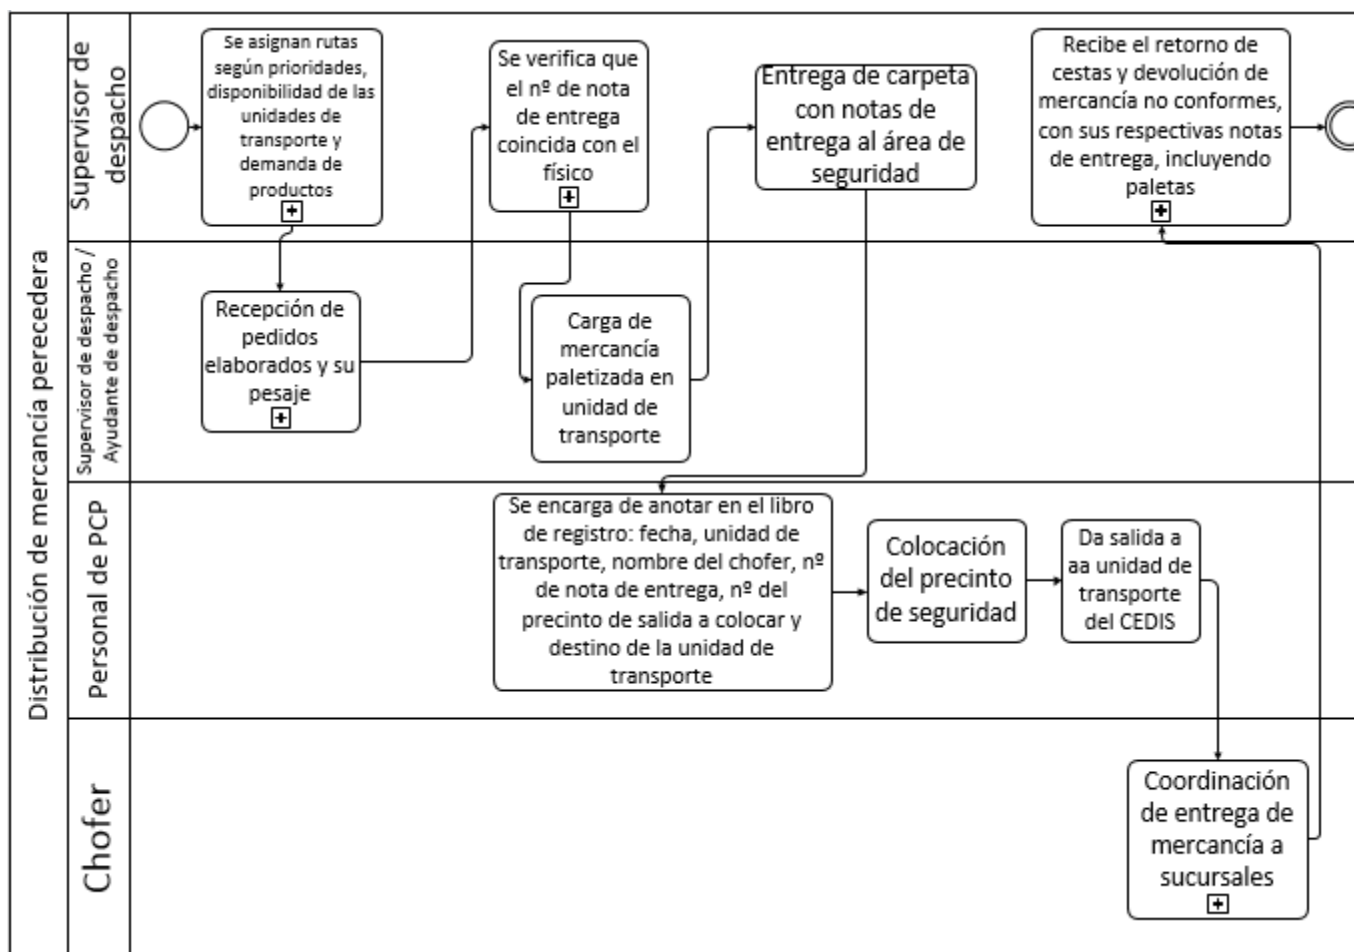 Distribución de mercancía perecedera
Supervisor de
despacho
Se asignan rutas
según prioridades,
disponibilidad de las
unidades de
transporte y
demanda de
productos
Se verifica que
el nº de nota
de entrega
coincida con el
físico
Entrega de carpeta
con notas de
entrega al área de
seguridad
Recibe el retorno de
cestas y devolución de
mercancía no conformes,
con sus respectivas notas
de entrega, incluyendo
paletas
Supervisor de despacho /
Ayudante de despacho
Recepción de
pedidos
elaborados y su
pesaje
Carga de
mercancía
paletizada en
unidad de
transporte
Personal de PCP
Se encarga de anotar en el libro
de registro: fecha, unidad de
transporte, nombre del chofer, nº
de nota de entrega, nº del
precinto de salida a colocar y
destino de la unidad de
transporte
Colocación
del precinto
de seguridad
Da salida a
aa unidad de
transporte
del CEDIS
Chofer
Coordinación
de entrega de
mercancía a
sucursales